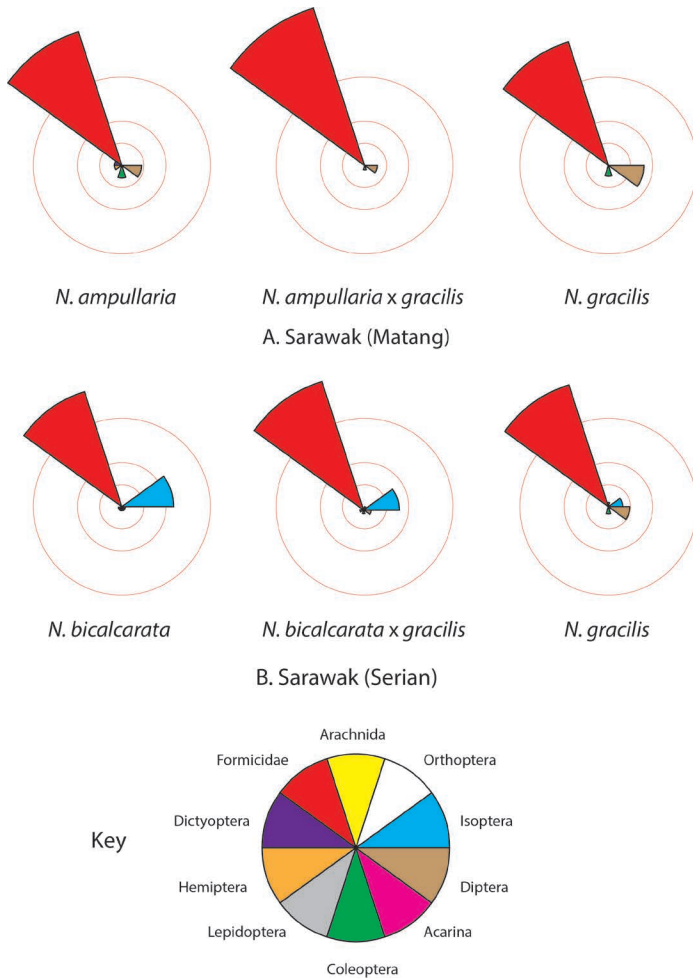 N. ampullaria
N. ampullaria x gracilis
N. gracilis
A. Sarawak (Matang)
N. bicalcarata
N. bicalcarata x gracilis
N. gracilis
B. Sarawak (Serian)
Key
Arachnida
Formicidae
Orthoptera
Dictyoptera
Isoptera
Hemiptera
Diptera
Lepidoptera
Acarina
Coleoptera